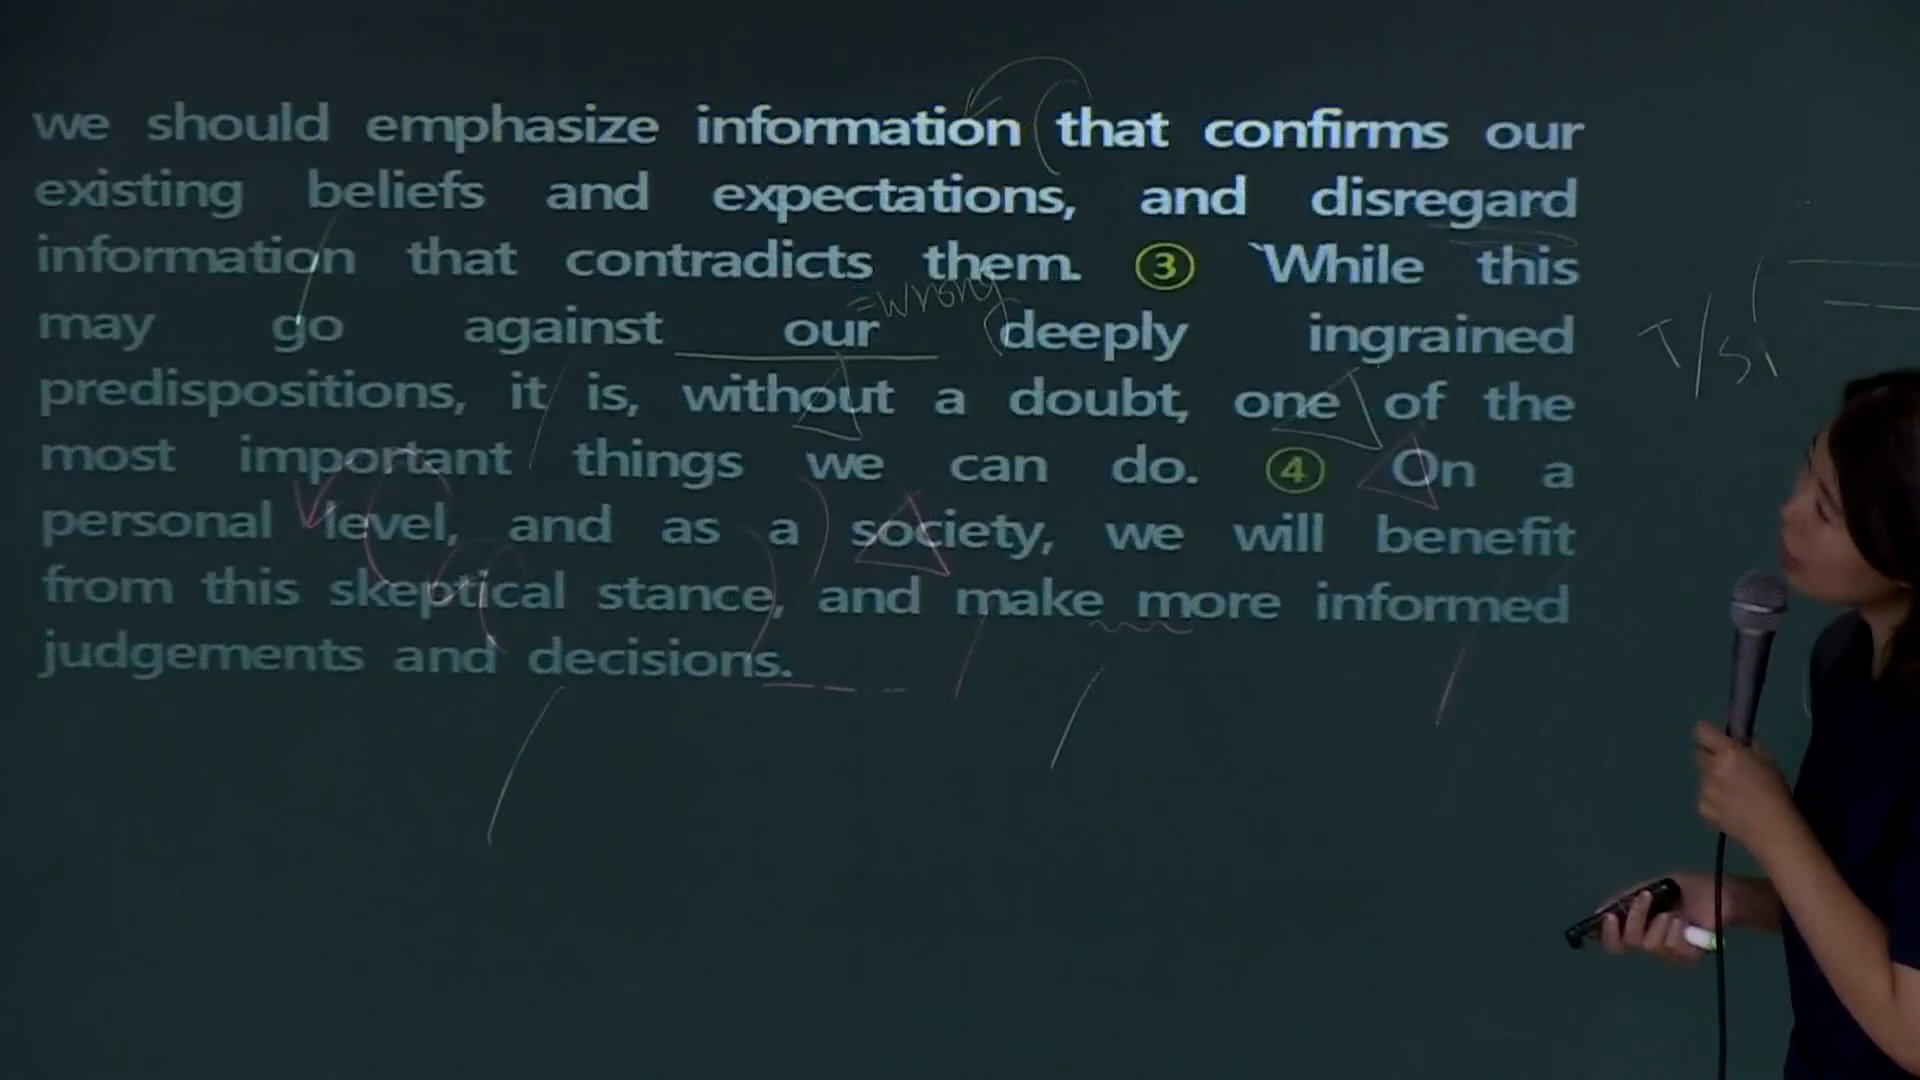 we should emphasize information that confirms our
existing beliefs and expectations, and disregard
information that contradicts them. ③ `While this
=wrong
may go against our deeply ingrained
T/S
predispositions, it is, without a doubt, one of the
most important things we can do. ④ On a
personal level, and as a society, we will benefit
from this skeptical stance, and make more informed
judgements and decisions.